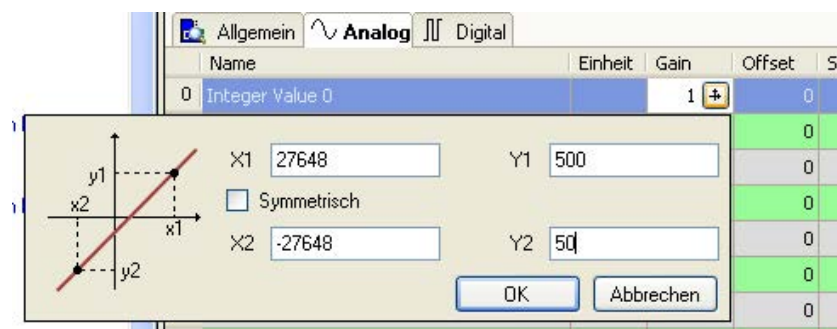 Allgemein Analog Digital
Name Einheit Gain Offset S
0 Integer Value 0 1 0
0
X1 27648 Y1 500
0
y1
x2
Symmetrisch
0
x1
X2 -27648 Y2 50
0
y2
0
OK Abbrechen
0